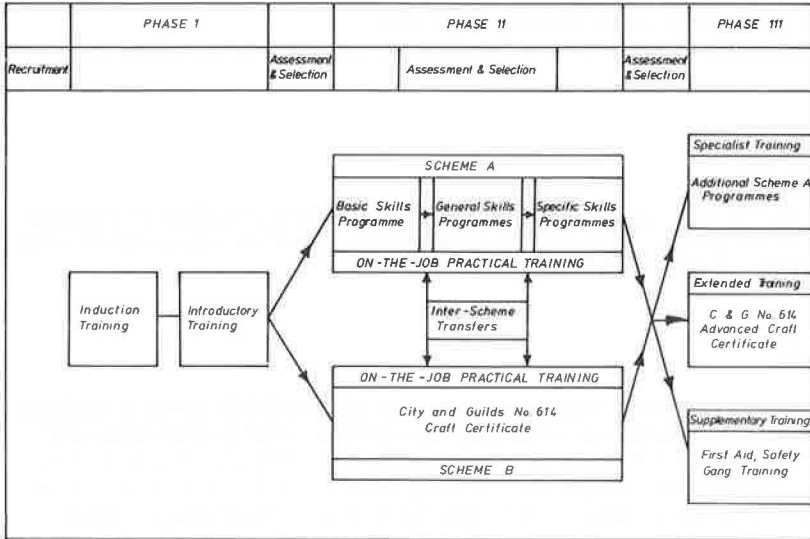 PHASE 1
PHASE 11
PHASE 111
Recruitment
Assessment
& Selection
Assessment & Selection
Assessment
& Selection
SCHEME A
Basic Skills
Programme
General Skills
Programmes
Specific Skills
Programmes
ON-THE-JOB PRACTICAL TRAINING
Induction
Training
Introductory
Training
Inter-Scheme
Transfers
ON-THE-JOB PRACTICAL TRAINING
City and Guilds No. 614
Craft Certificate
SCHEME B
Specialist Training
Additional Scheme A
Programmes
Extended Training
C & G No. 614
Advanced Craft
Certificate
Supplementary Training
First Aid, Safety
Gang Training